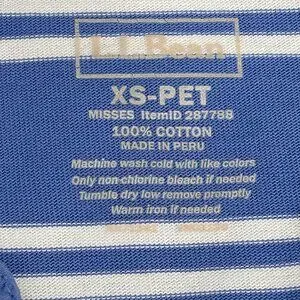 L.L.Bean
XS-PET
MISSES ItemID 287788
100% COTTON
MADE IN PERU
Machine wash cold with like colors
Only non-chlorine bleach if needed
Tumble dry low remove promptly
Warm iron if needed